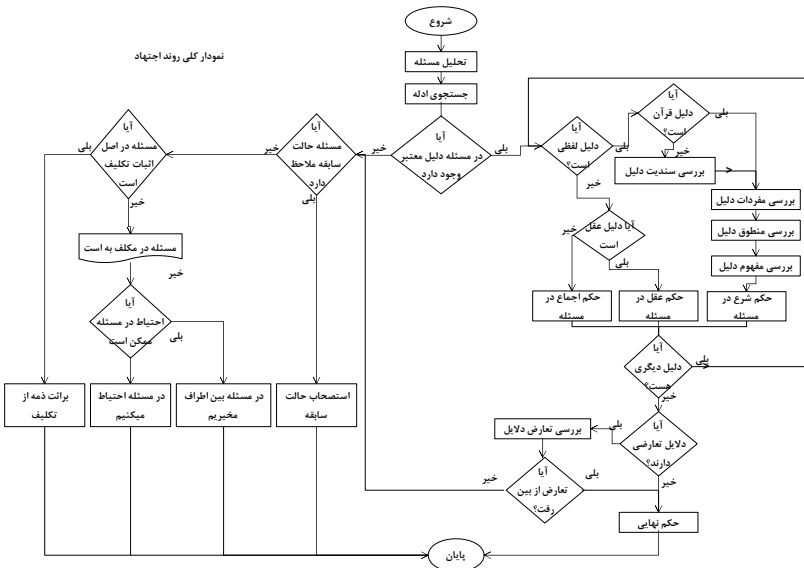 نمودار کلی روند اجتهاد
شروع
تحلیل مسئله
جستجوی ادله
آیا
در مسئله دلیل معتبر
وجود دارد
بلی
خیر
آیا
دلیل لفظی
است؟
بلی
خیر
آیا
دلیل قرآن
است؟
بلی
خیر
بررسی سندیت دلیل
بررسی مفردات دلیل
بررسی منطوق دلیل
بررسی مفهوم دلیل
آیا دلیل عقل
است
خیر
بلی
حکم اجماع در
مسئله
حکم عقل در
مسئله
حکم شرع در
مسئله
آیا
دلیل دیگری
هست؟
بلی
خیر
آیا
دلایل تعارضی
دارند؟
بلی
خیر
بررسی تعارض دلایل
آیا
تعارض از بین
رفت؟
بلی
خیر
حکم نهایی
مسئله حالت
سابقه ملاحظ
دارد
خیر
بلی
استصحاب حالت
سابقه
آیا
مسئله در اصل
اثبات تکلیف
است
بلی
خیر
مسئله در مکلف به است
خیر
آیا
احتیاط در مسئله
ممکن است
بلی
برائت ذمه از
تکلیف
در مسئله احتیاط
میکنیم
در مسئله بین اطراف
مخیریم
پایان